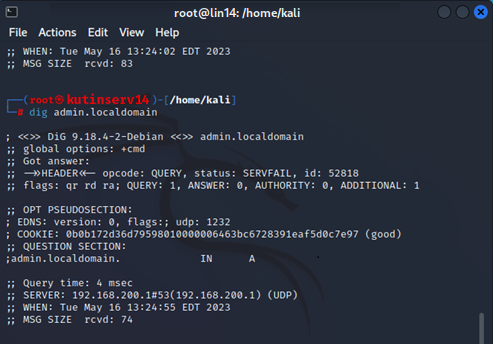 root@lin14: /home/kali
File Actions Edit View Help
;; WHEN: Tue May 16 13:24:02 EDT 2023
;; MSG SIZE rcvd: 83
┌──(root㉿kutinserv14)-[/home/kali]
└─# dig admin.localdomain
; <<>> DiG 9.18.4-2-Debian <<>> admin.localdomain
;; global options: +cmd
;; Got answer:
;; ->>HEADER<<- opcode: QUERY, status: SERVFAIL, id: 52818
;; flags: qr rd ra; QUERY: 1, ANSWER: 0, AUTHORITY: 0, ADDITIONAL: 1
;; OPT PSEUDOSECTION:
; EDNS: version: 0, flags:; udp: 1232
; COOKIE: 0b0b172d36d79598010000006463bc6728391eaf5d0c7e97 (good)
;; QUESTION SECTION:
;admin.localdomain. IN A
;; Query time: 4 msec
;; SERVER: 192.168.200.1#53(192.168.200.1) (UDP)
;; WHEN: Tue May 16 13:24:55 EDT 2023
;; MSG SIZE rcvd: 74